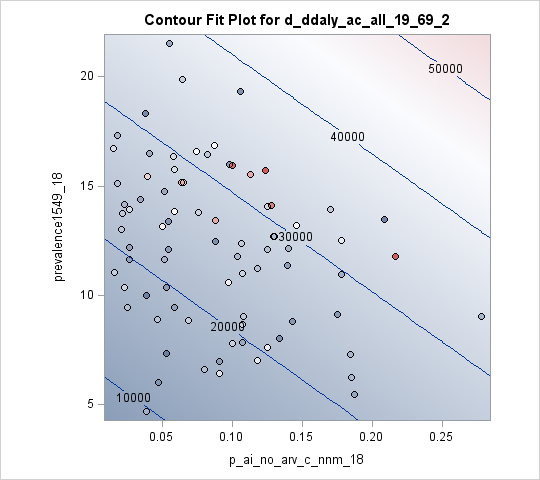 Contour Fit Plot for d_ddaly_ac_all_19_69_2
50000
20
40000
15
prevalence1549_18
30000
10
20000
10000
5
0.05 0.10 0.15 0.20 0.25
p_ai_no_arv_c_nnm_18